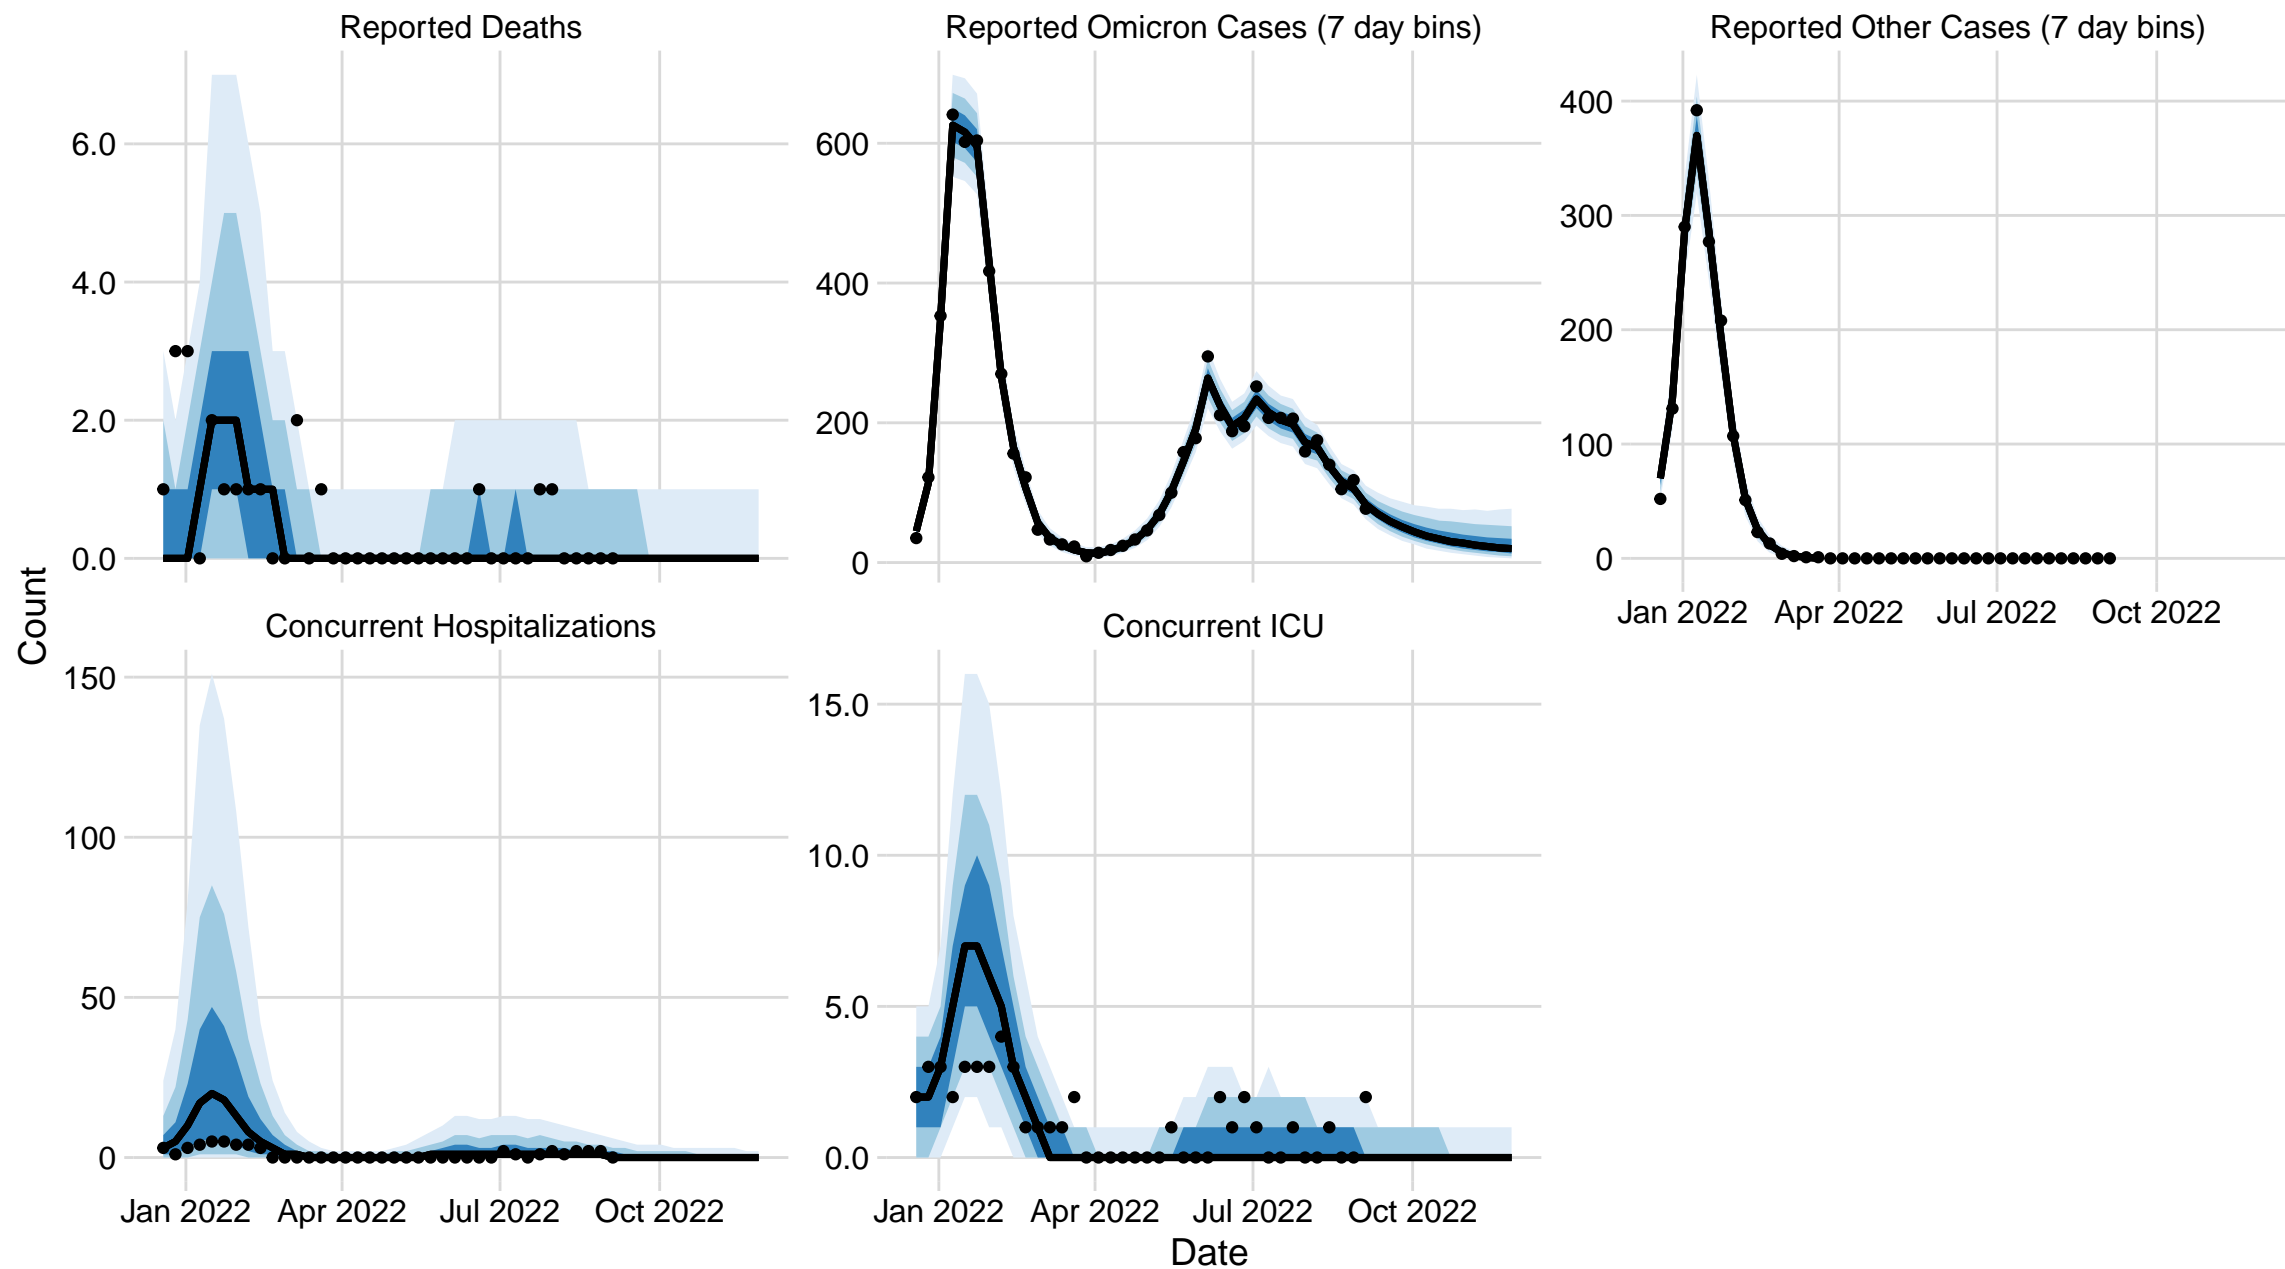 Count
Reported Deaths
6.0
4.0
2.0
0.0
Reported Omicron Cases (7 day bins)
600
400
200
0
Reported Other Cases (7 day bins)
400
300
200
100
0
Jan 2022 Apr 2022 Jul 2022 Oct 2022
Concurrent Hospitalizations
150
100
50
0
Jan 2022 Apr 2022 Jul 2022 Oct 2022
Concurrent ICU
15.0
10.0
5.0
0.0
Jan 2022 Apr 2022 Jul 2022 Oct 2022
Date